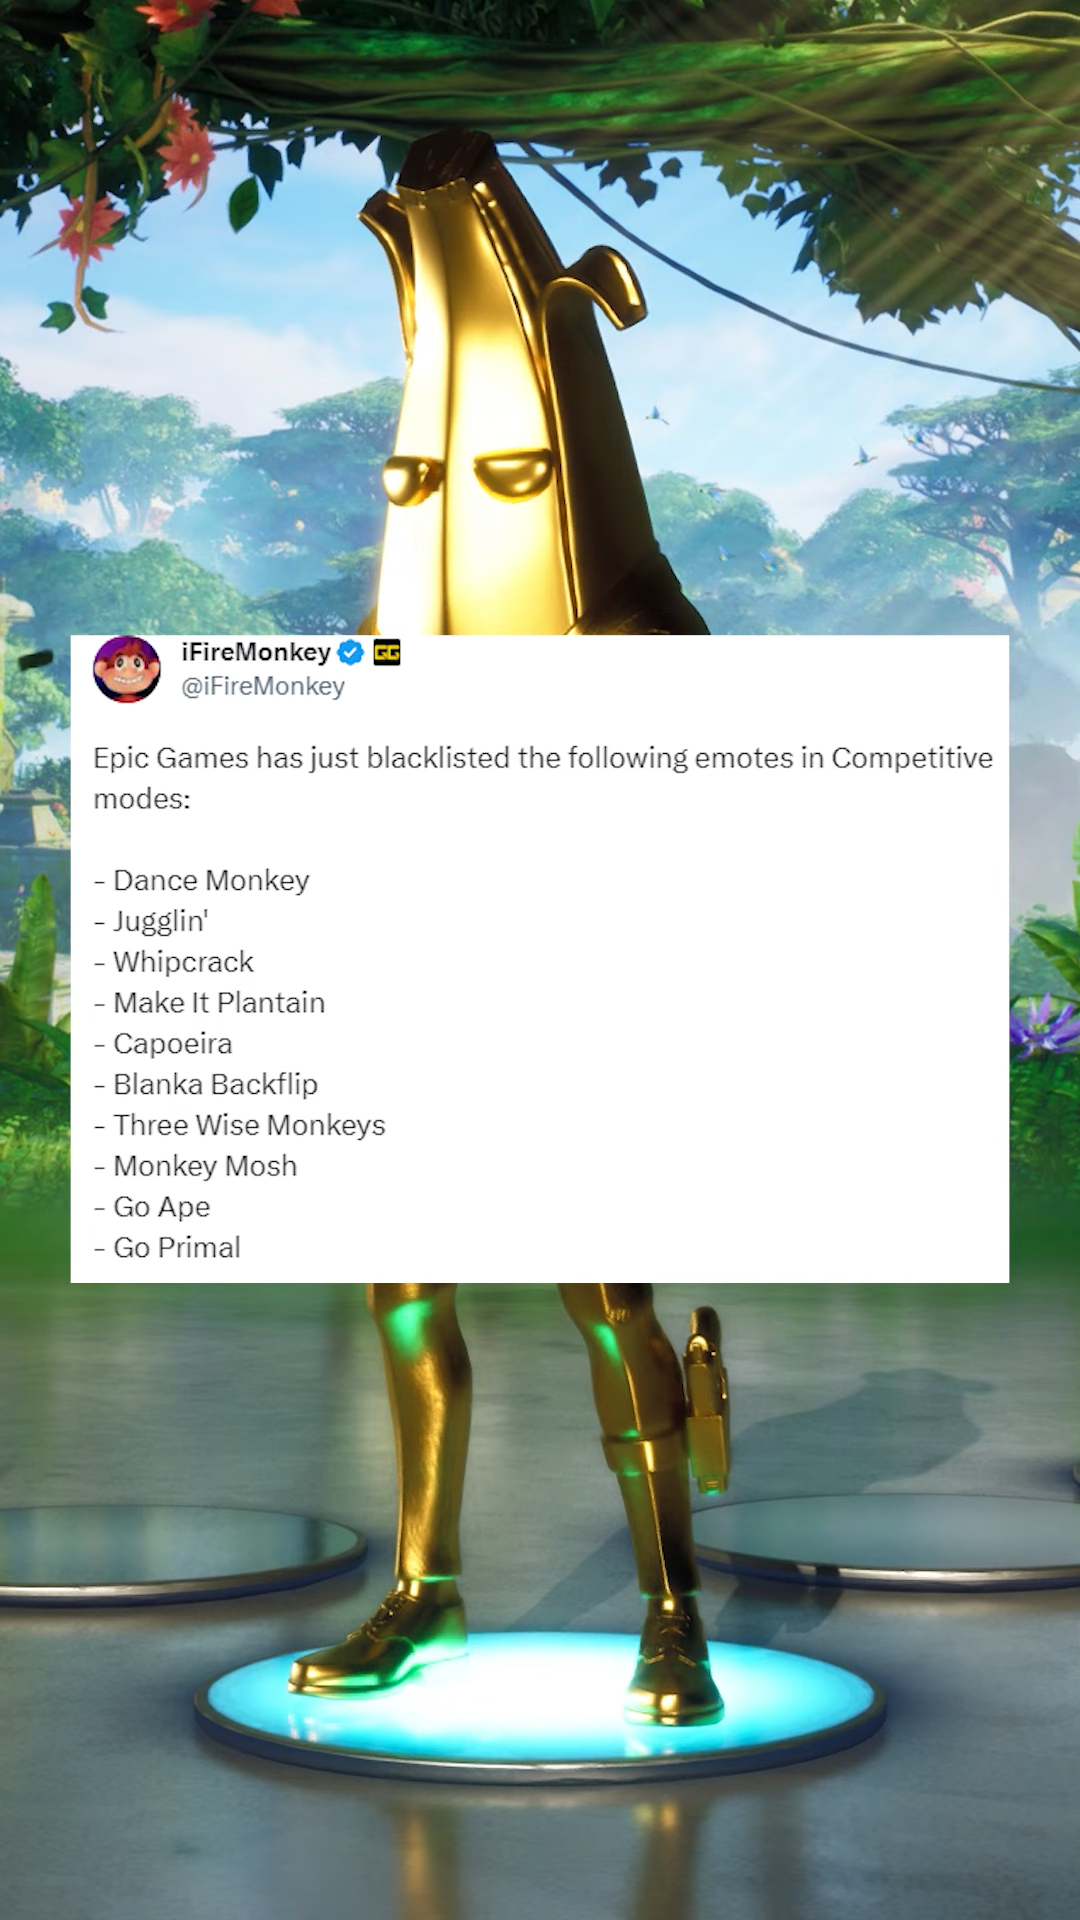 iFireMonkey GG
@iFireMonkey
Epic Games has just blacklisted the following emotes in Competitive
modes:
- Dance Monkey
- Jugglin'
- Whipcrack
- Make It Plantain
- Capoeira
- Blanka Backflip
- Three Wise Monkeys
- Monkey Mosh
- Go Ape
- Go Primal